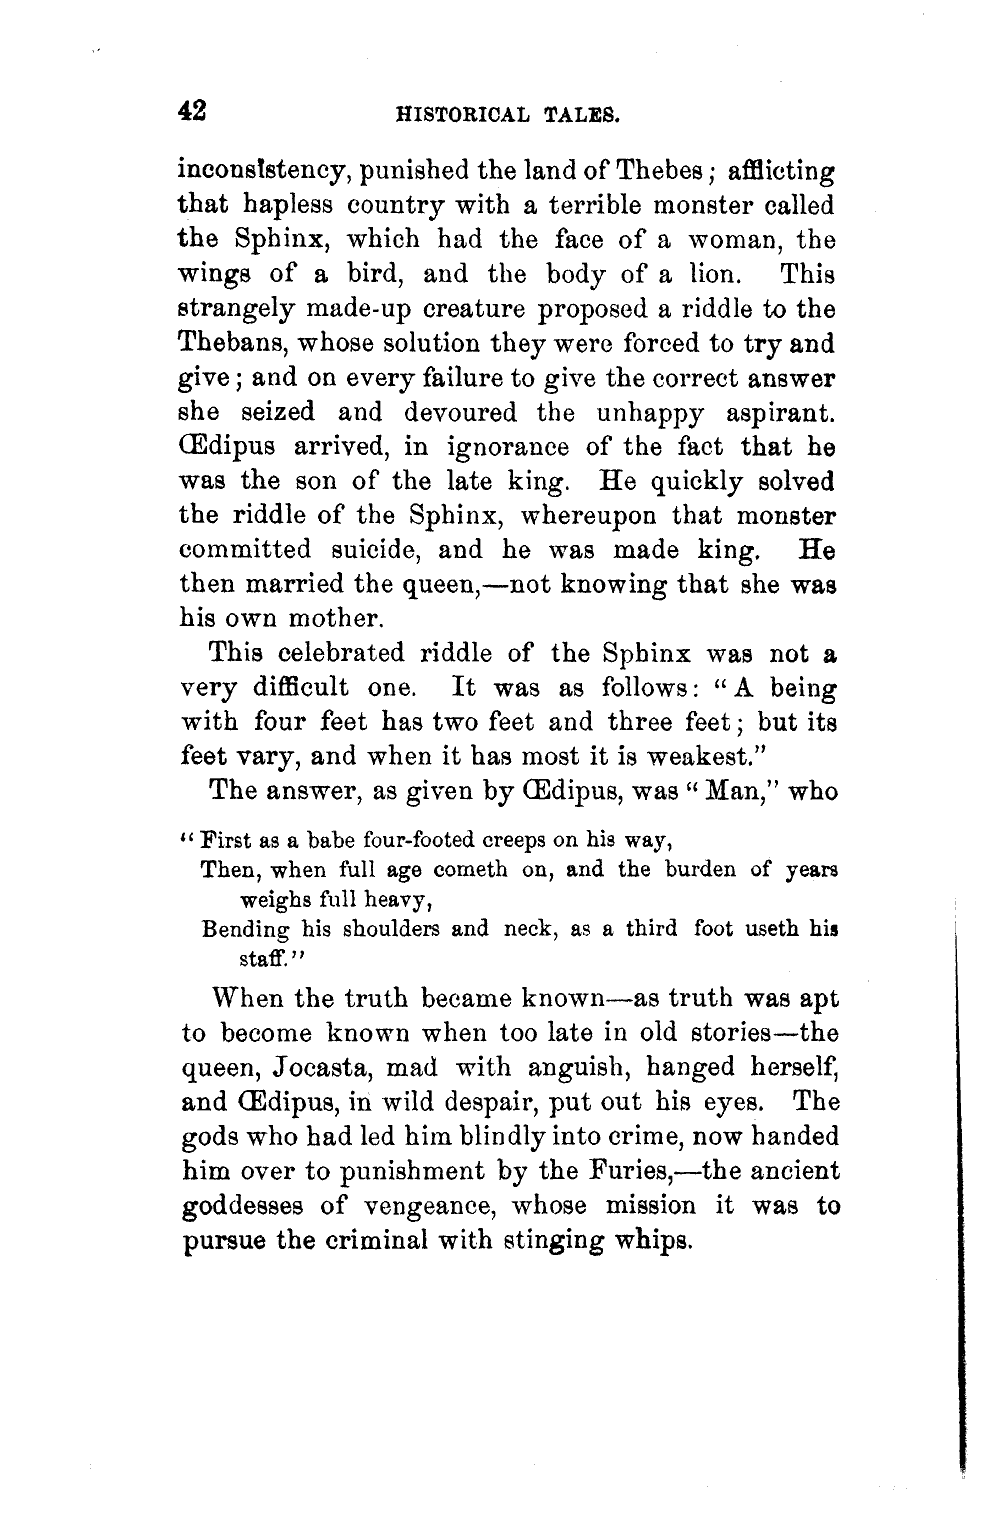 42 HISTORICAL TALES.
inconsistency, punished the land of Thebes; afflicting
that hapless country with a terrible monster called
the Sphinx, which had the face of a woman, the
wings of a bird, and the body of a lion. This
strangely made-up creature proposed a riddle to the
Thebans, whose solution they were forced to try and
give; and on every failure to give the correct answer
she seized and devoured the unhappy aspirant.
Œdipus arrived, in ignorance of the fact that he
was the son of the late king. He quickly solved
the riddle of the Sphinx, whereupon that monster
committed suicide, and he was made king. He
then married the queen,—not knowing that she was
his own mother.
This celebrated riddle of the Sphinx was not a
very difficult one. It was as follows: “A being
with four feet has two feet and three feet; but its
feet vary, and when it has most it is weakest.”
The answer, as given by Œdipus, was “Man,” who
“First as a babe four-footed creeps on his way,
Then, when full age cometh on, and the burden of years
weighs full heavy,
Bending his shoulders and neck, as a third foot useth his
staff.”
When the truth became known—as truth was apt
to become known when too late in old stories—the
queen, Jocasta, mad with anguish, hanged herself,
and Œdipus, in wild despair, put out his eyes. The
gods who had led him blindly into crime, now handed
him over to punishment by the Furies,—the ancient
goddesses of vengeance, whose mission it was to
pursue the criminal with stinging whips.